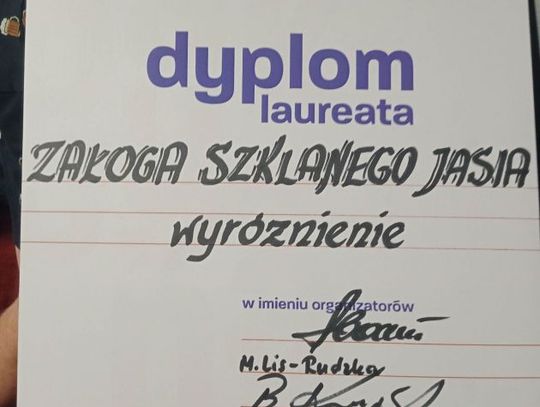 dyplom
laureata
ZAŁOGA SZKLANEGO JASIA
wyróżnienie
w imieniu organizatorów
M. Lis-Rudzka